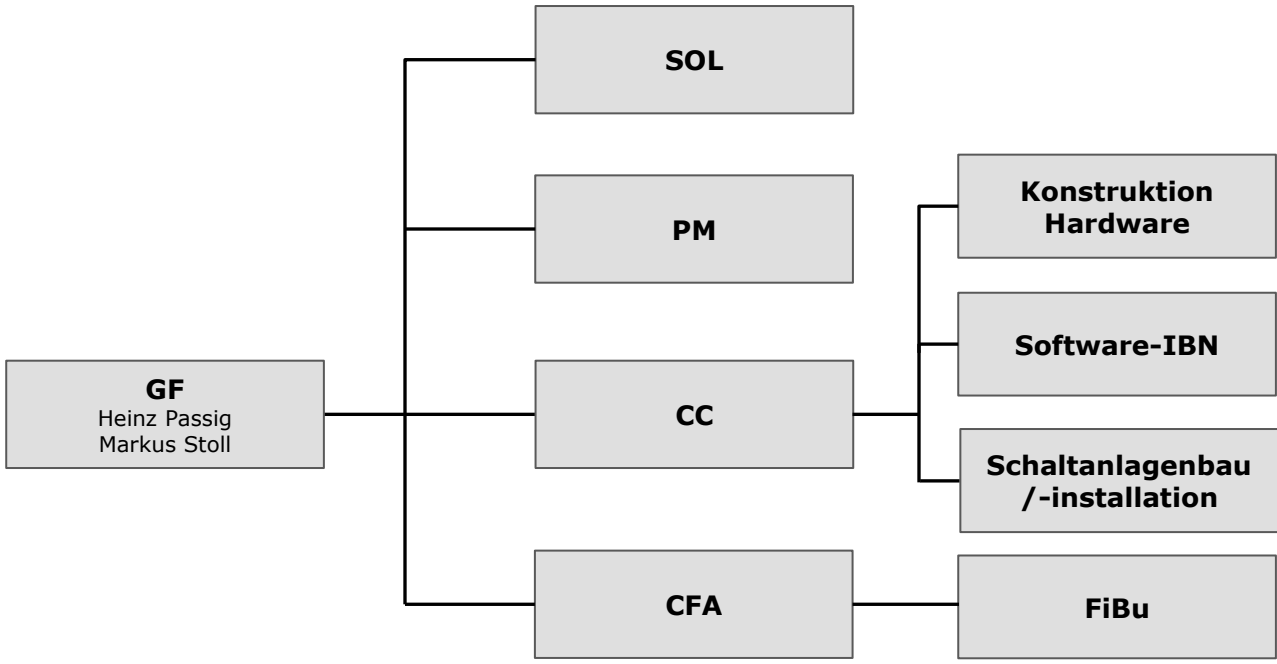 SOL
PM
GF
Heinz Passig
Markus Stoll
CC
CFA
Konstruktion
Hardware
Software-IBN
Schaltanlagenbau
/-installation
FiBu